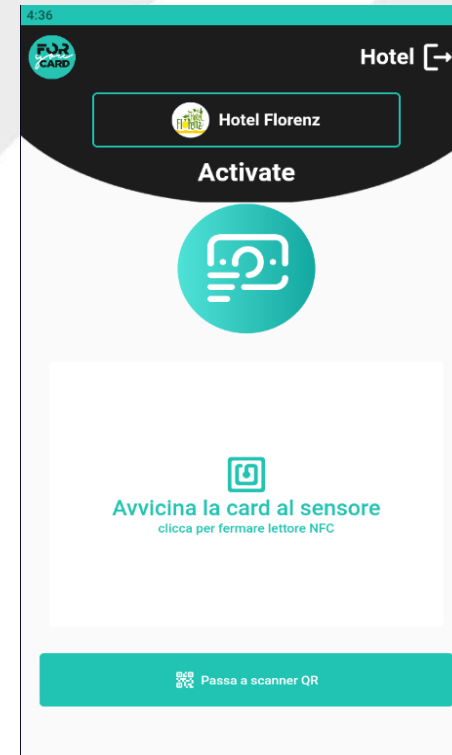 4:36
FOR
you
CARD
Hotel
Hotel Florenz
Activate
Avvicina la card al sensore
clicca per fermare lettore NFC
Passa a scanner QR